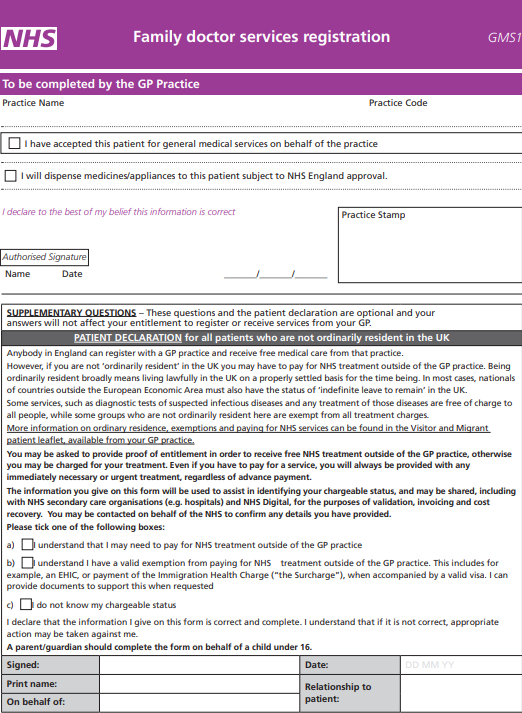 NHS
Family doctor services registration
GMS1
To be completed by the GP Practice
Practice Name Practice Code
I have accepted this patient for general medical services on behalf of the practice
I will dispense medicines/appliances to this patient subject to NHS England approval.
I declare to the best of my belief this information is correct
Practice Stamp
Authorised Signature
Name Date ______/______/______
SUPPLEMENTARY QUESTIONS – These questions and the patient declaration are optional and your
answers will not affect your entitlement to register or receive services from your GP.
PATIENT DECLARATION for all patients who are not ordinarily resident in the UK
Anybody in England can register with a GP practice and receive free medical care from that practice.
However, if you are not ‘ordinarily resident’ in the UK you may have to pay for NHS treatment outside of the GP practice. Being
ordinarily resident broadly means living lawfully in the UK on a properly settled basis for the time being. In most cases, nationals
of countries outside the European Economic Area must also have the status of ‘indefinite leave to remain’ in the UK.
Some services, such as diagnostic tests of suspected infectious diseases and any treatment of those diseases are free of charge to
all people, while some groups who are not ordinarily resident here are exempt from all treatment charges.
More information on ordinary residence, exemptions and paying for NHS services can be found in the Visitor and Migrant
patient leaflet, available from your GP practice.
You may be asked to provide proof of entitlement in order to receive free NHS treatment outside of the GP practice, otherwise
you may be charged for your treatment. Even if you have to pay for a service, you will always be provided with any
immediately necessary or urgent treatment, regardless of advance payment.
The information you give on this form will be used to assist in identifying your chargeable status, and may be shared, including
with NHS secondary care organisations (e.g. hospitals) and NHS Digital, for the purposes of validation, invoicing and cost
recovery. You may be contacted on behalf of the NHS to confirm any details you have provided.
Please tick one of the following boxes:
a) I understand that I may need to pay for NHS treatment outside of the GP practice
b) I understand I have a valid exemption from paying for NHS treatment outside of the GP practice. This includes for
example, an EHIC, or payment of the Immigration Health Charge (“the Surcharge”), when accompanied by a valid visa. I can
provide documents to support this when requested
c) I do not know my chargeable status
I declare that the information I give on this form is correct and complete. I understand that if it is not correct, appropriate
action may be taken against me.
A parent/guardian should complete the form on behalf of a child under 16.
Signed: Date: DD MM YY
Print name: Relationship to
On behalf of: patient: